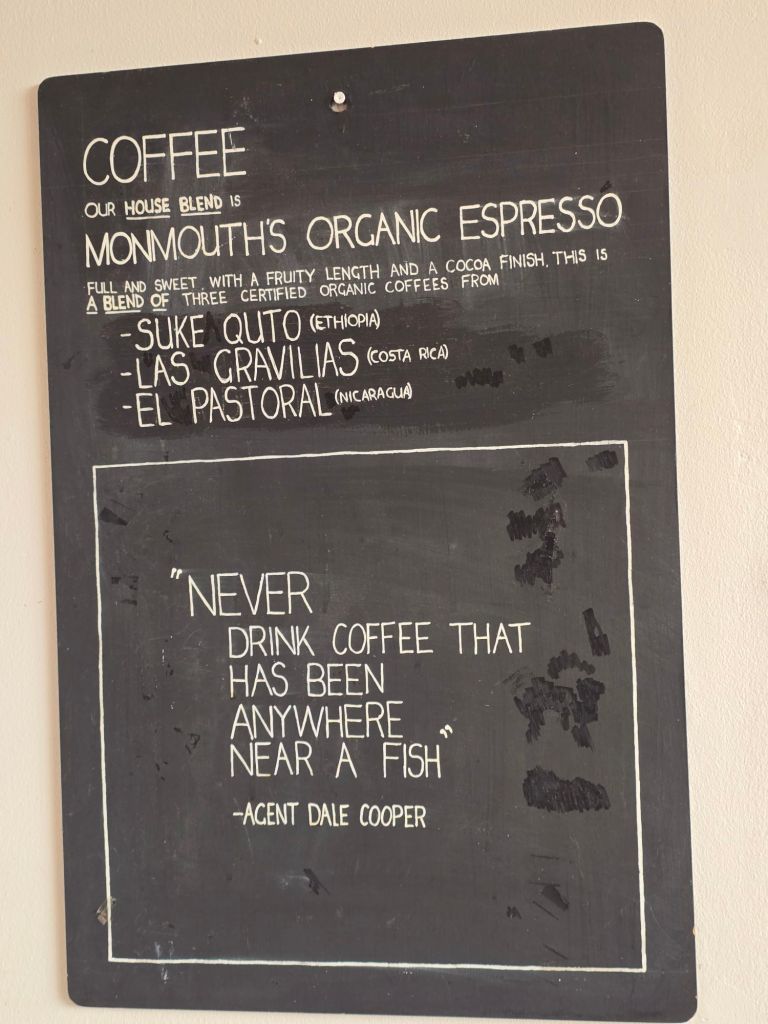 COFFEE
OUR HOUSE BLEND IS
MONMOUTH'S ORGANIC ESPRESSO
FULL AND SWEET, WITH A FRUITY LENGTH AND A COCOA FINISH. THIS IS
A BLEND OF THREE CERTIFIED ORGANIC COFFEES FROM
-SUKE QUTO (ETHIOPIA)
-LAS GRAVILIAS (COSTA RICA)
-EL PASTORAL (NICARAGUA)
"NEVER
DRINK COFFEE THAT
HAS BEEN
ANYWHERE
NEAR A FISH"
-AGENT DALE COOPER